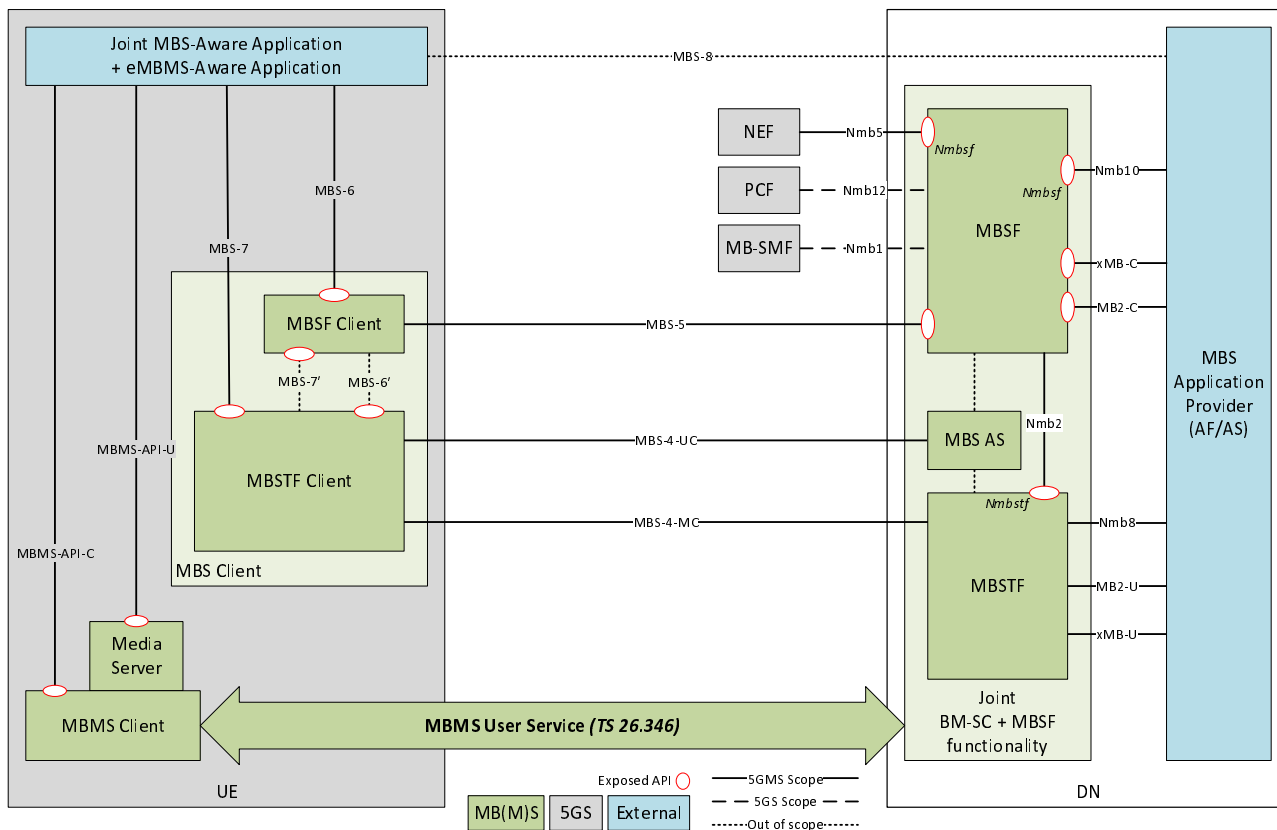 Joint MBS-Aware Application
+ eMBMS-Aware Application
MBS-8
NEF
Nmb5
Nmbsf
PCF
Nmb12
MB-SMF
Nmb1
MBSF
Nmbsf
Nmb10
xMB-C
MB2-C
MBS-6
MBS-7
MBSF Client
MBS-5
MBS-7'
MBS-6'
MBMS-API-U
MBSTF Client
MBS-4-UC
MBS AS
Nmb2
MBS
Application
Provider
(AF/AS)
MBS-4-MC
Nmbstf
Nmb8
MBMS-API-C
MBS Client
MBSTF
MB2-U
xMB-U
Media
Server
MBMS Client
MBMS User Service (TS 26.346)
Joint
BM-SC + MBSF
functionality
UE
DN
Exposed API
5GMS Scope
5GS Scope
Out of scope
MB(M)S
5GS
External